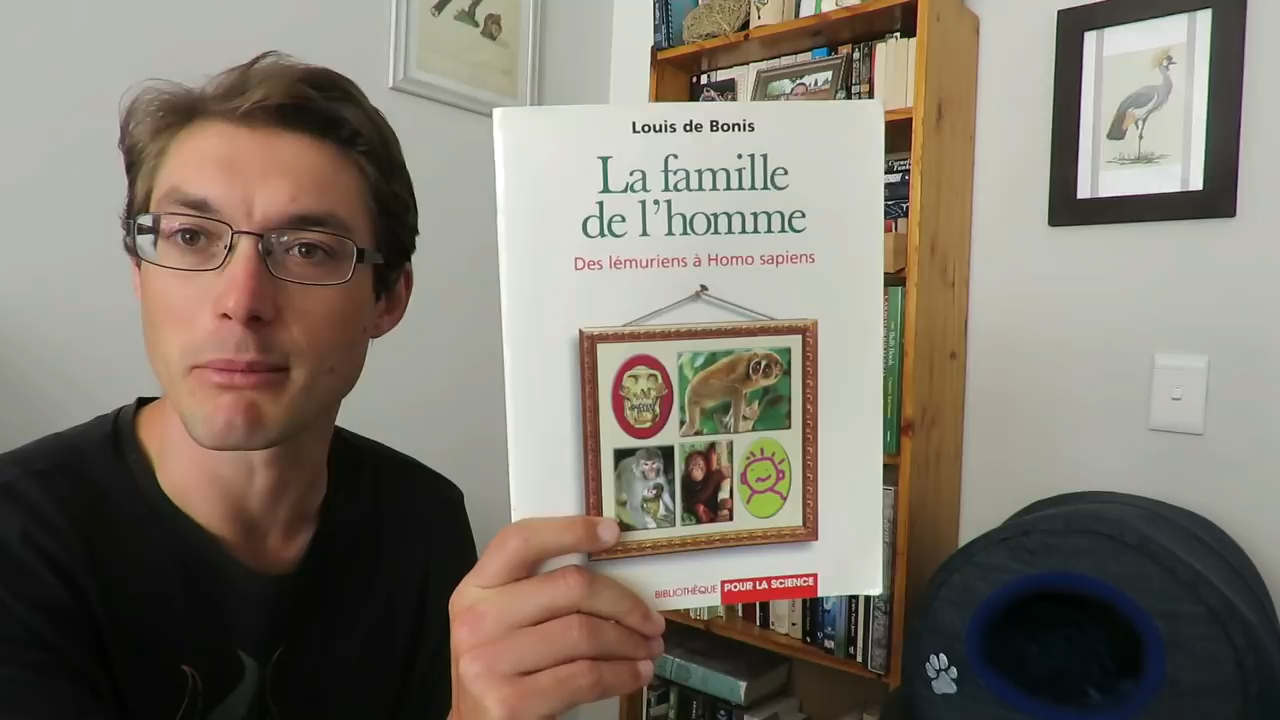 Louis de Bonis
La famille
de l'homme
Des lémuriens à Homo sapiens
BIBLIOTHÈQUE POUR LA SCIENCE